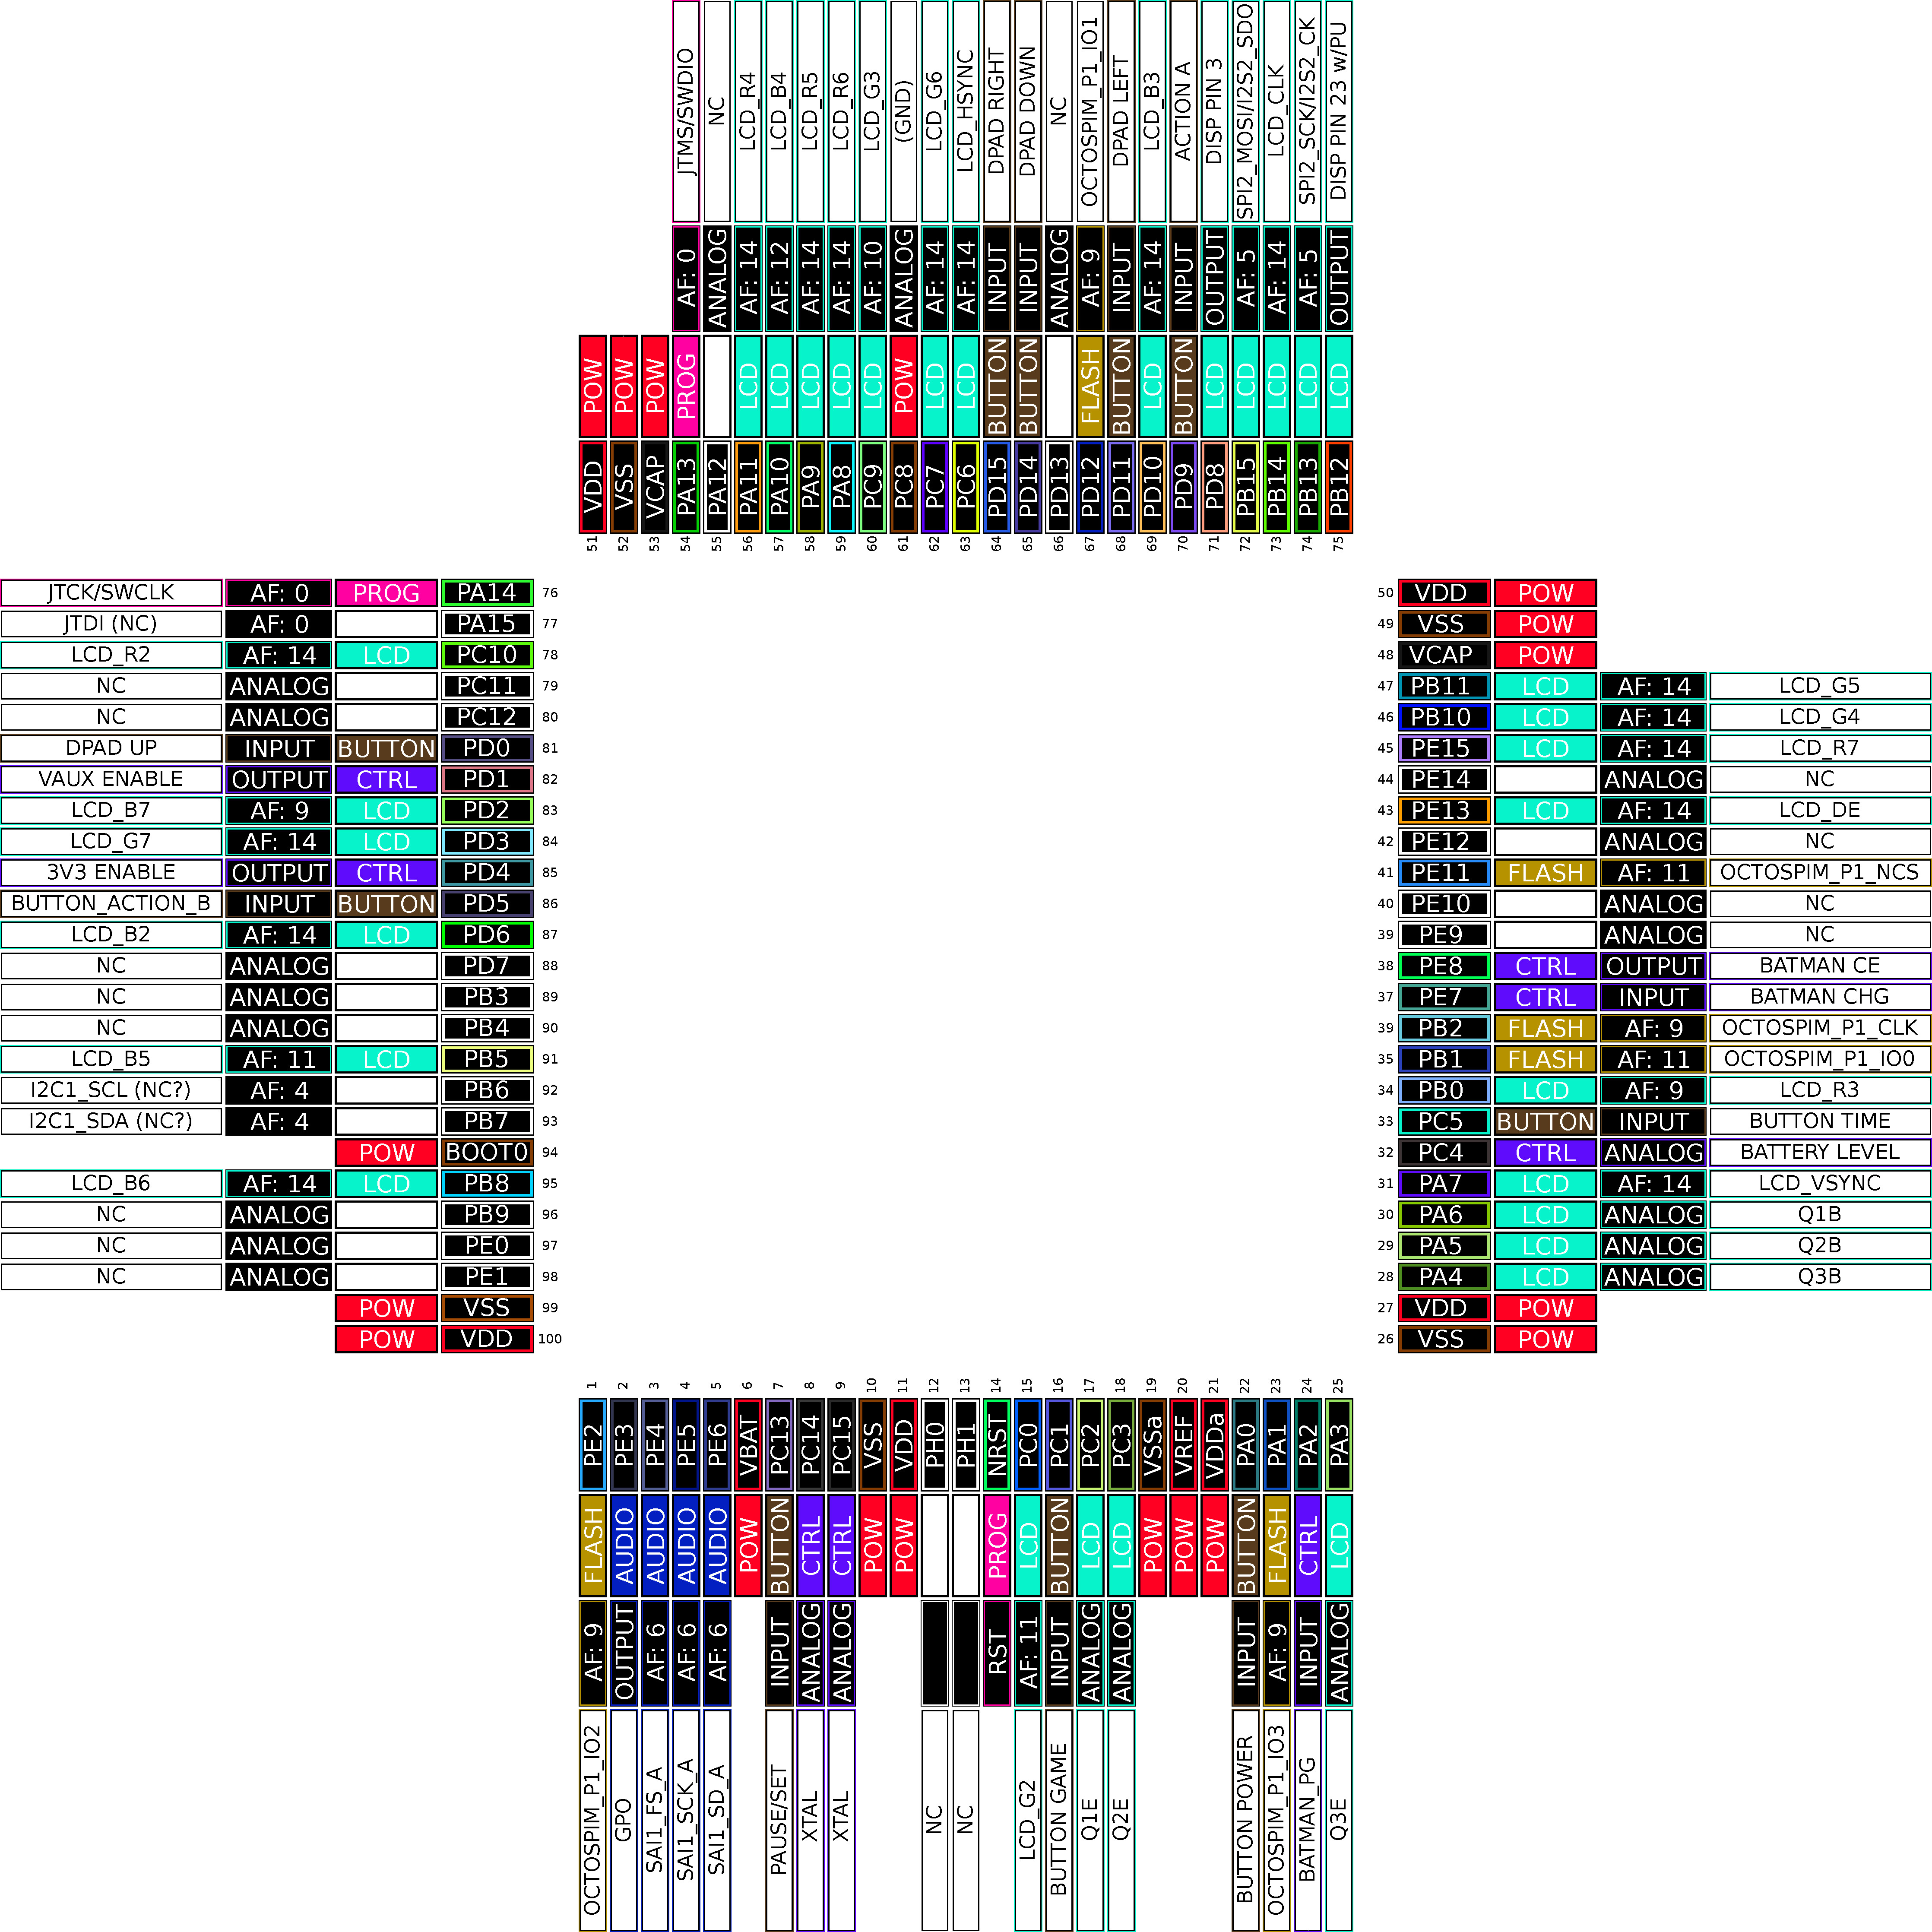 JTMS/SWDIO AF: 0 PROG PA13 54
NC ANALOG PA12 55
LCD_R4 AF: 14 LCD PA11 56
LCD_B4 AF: 12 LCD PA10 57
LCD_R5 AF: 14 LCD PA9 58
LCD_R6 AF: 14 LCD PA8 59
LCD_G3 AF: 10 LCD PC9 60
(GND) ANALOG POW PC8 61
LCD_G6 AF: 14 LCD PC7 62
LCD_HSYNC AF: 14 LCD PC6 63
DPAD RIGHT INPUT BUTTON PD15 64
DPAD DOWN INPUT BUTTON PD14 65
NC ANALOG PD13 66
OCTOSPIM_P1_IO1 AF: 9 FLASH PD12 67
DPAD LEFT INPUT BUTTON PD11 68
LCD_B3 AF: 14 LCD PD10 69
ACTION A INPUT BUTTON PD9 70
DISP PIN 3 OUTPUT LCD PD8 71
SPI2_MOSI/I2S2_SDO AF: 5 LCD PB15 72
LCD_CLK AF: 14 LCD PB14 73
SPI2_SCK/I2S2_CK AF: 5 LCD PB13 74
DISP PIN 23 w/PU OUTPUT LCD PB12 75
POW VDD 51
POW VSS 52
POW VCAP 53
JTCK/SWCLK AF: 0 PROG PA14 76
JTDI (NC) AF: 0 PA15 77
LCD_R2 AF: 14 LCD PC10 78
NC ANALOG PC11 79
NC ANALOG PC12 80
DPAD UP INPUT BUTTON PD0 81
VAUX ENABLE OUTPUT CTRL PD1 82
LCD_B7 AF: 9 LCD PD2 83
LCD_G7 AF: 14 LCD PD3 84
3V3 ENABLE OUTPUT CTRL PD4 85
BUTTON_ACTION_B INPUT BUTTON PD5 86
LCD_B2 AF: 14 LCD PD6 87
NC ANALOG PD7 88
NC ANALOG PB3 89
NC ANALOG PB4 90
LCD_B5 AF: 11 LCD PB5 91
I2C1_SCL (NC?) AF: 4 PB6 92
I2C1_SDA (NC?) AF: 4 PB7 93
POW BOOT0 94
LCD_B6 AF: 14 LCD PB8 95
NC ANALOG PB9 96
NC ANALOG PE0 97
NC ANALOG PE1 98
POW VSS 99
POW VDD 100
50 VDD POW
49 VSS POW
48 VCAP POW
47 PB11 LCD AF: 14 LCD_G5
46 PB10 LCD AF: 14 LCD_G4
45 PE15 LCD AF: 14 LCD_R7
44 PE14 ANALOG NC
43 PE13 LCD AF: 14 LCD_DE
42 PE12 ANALOG NC
41 PE11 FLASH AF: 11 OCTOSPIM_P1_NCS
40 PE10 ANALOG NC
39 PE9 ANALOG NC
38 PE8 CTRL OUTPUT BATMAN CE
37 PE7 CTRL INPUT BATMAN CHG
39 PB2 FLASH AF: 9 OCTOSPIM_P1_CLK
35 PB1 FLASH AF: 11 OCTOSPIM_P1_IO0
34 PB0 LCD AF: 9 LCD_R3
33 PC5 BUTTON INPUT BUTTON TIME
32 PC4 CTRL ANALOG BATTERY LEVEL
31 PA7 LCD AF: 14 LCD_VSYNC
30 PA6 LCD ANALOG Q1B
29 PA5 LCD ANALOG Q2B
28 PA4 LCD ANALOG Q3B
27 VDD POW
26 VSS POW
1 PE2 FLASH AF: 9 OCTOSPIM_P1_IO2
2 PE3 AUDIO OUTPUT GPO
3 PE4 AUDIO AF: 6 SAI1_FS_A
4 PE5 AUDIO AF: 6 SAI1_SCK_A
5 PE6 AUDIO AF: 6 SAI1_SD_A
6 VBAT POW
7 PC13 BUTTON INPUT PAUSE/SET
8 PC14 CTRL ANALOG XTAL
9 PC15 CTRL ANALOG XTAL
10 VSS POW
11 VDD POW
12 PH0 NC
13 PH1 NC
14 NRST PROG RST
15 PC0 LCD AF: 11 LCD_G2
16 PC1 BUTTON INPUT BUTTON GAME
17 PC2 LCD ANALOG Q1E
18 PC3 LCD ANALOG Q2E
19 VSSa POW
20 VREF POW
21 VDDa POW
22 PA0 BUTTON INPUT BUTTON POWER
23 PA1 FLASH AF: 9 OCTOSPIM_P1_IO3
24 PA2 CTRL INPUT BATMAN_PG
25 PA3 LCD ANALOG Q3E